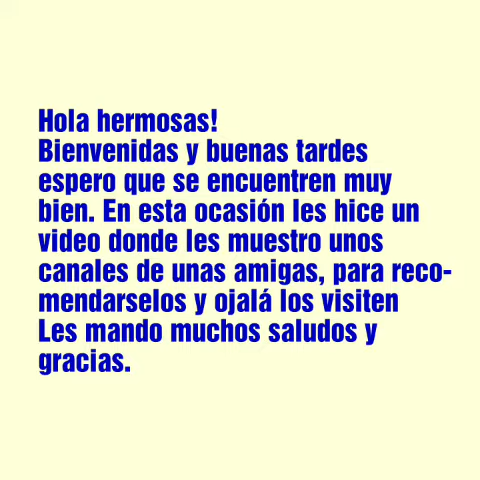 Hola hermosas!
Bienvenidas y buenas tardes
espero que se encuentren muy
bien. En esta ocasión les hice un
video donde les muestro unos
canales de unas amigas, para reco-
mendarselos y ojalá los visiten
Les mando muchos saludos y
gracias.